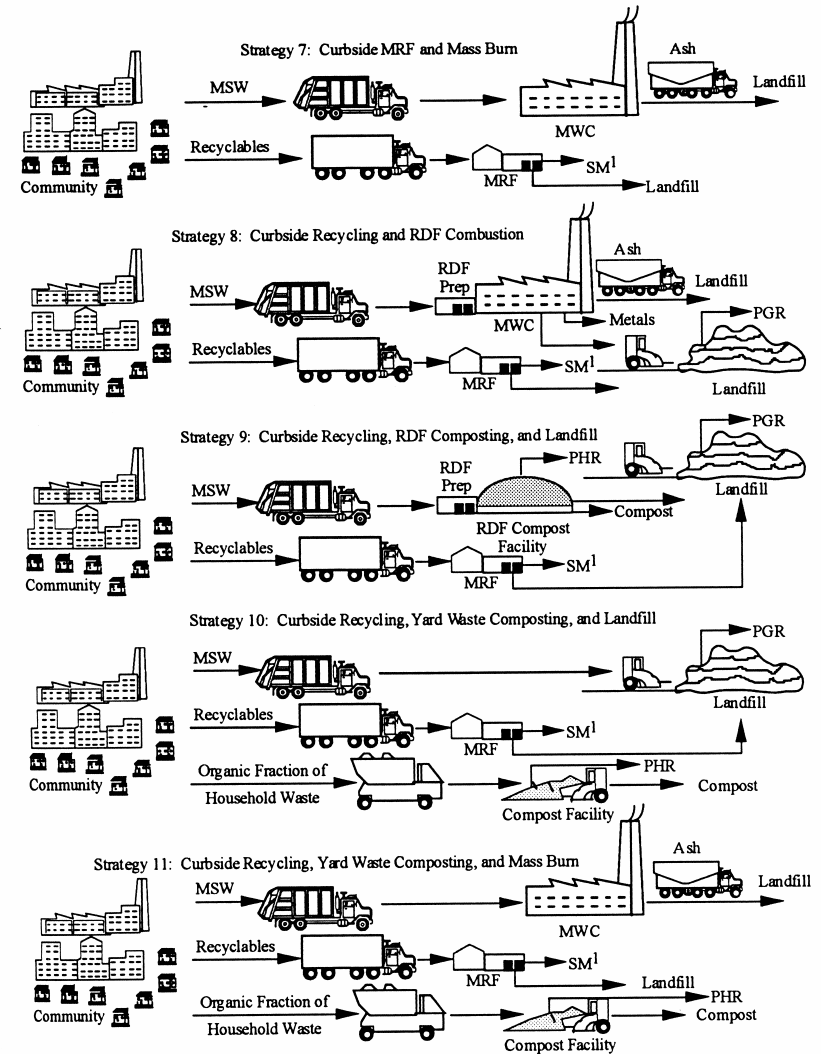 Strategy 7: Curbside MRF and Mass Burn
MSW
Ash
Landfill
MWC
Recyclables
SM1
MRF
Landfill
Community
Strategy 8: Curbside Recycling and RDF Combustion
RDF
Prep
Ash
MSW
Landfill
PGR
MWC
Metals
Recyclables
SM1
MRF
Community
Landfill
Strategy 9: Curbside Recycling, RDF Composting, and Landfill
PGR
RDF
Prep
PHR
MSW
Landfill
Compost
RDF Compost
Facility
Recyclables
SM1
MRF
Community
Strategy 10: Curbside Recycling, Yard Waste Composting, and Landfill
PGR
MSW
Landfill
Recyclables
SM1
MRF
Organic Fraction of
Household Waste
PHR
Compost
Community
Compost Facility
Strategy 11: Curbside Recycling, Yard Waste Composting, and Mass Burn
Ash
MSW
Landfill
MWC
Recyclables
SM1
MRF
Landfill
Organic Fraction of
Household Waste
PHR
Compost
Community
Compost Facility